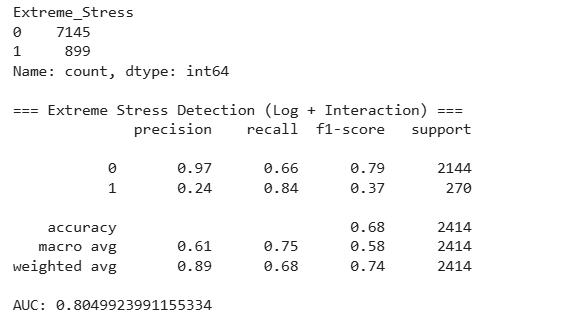 Extreme_Stress
0    7145
1     899
Name: count, dtype: int64
=== Extreme Stress Detection (Log + Interaction) ===
              precision    recall  f1-score   support
           0       0.97      0.66      0.79      2144
           1       0.24      0.84      0.37       270
    accuracy                           0.68      2414
   macro avg       0.61      0.75      0.58      2414
weighted avg       0.89      0.68      0.74      2414
AUC: 0.8049923991155334